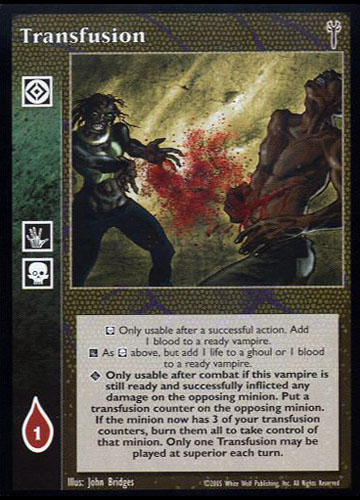 Transfusion
Only usable after a successful action. Add
1 blood to a ready vampire.
As above, but add 1 life to a ghoul or 1 blood
to a ready vampire.
Only usable after combat if this vampire is
still ready and successfully inflicted any
damage on the opposing minion. Put a
transfusion counter on the opposing minion.
If the minion now has 3 of your transfusion
counters, burn them all to take control of
that minion. Only one Transfusion may be
played at superior each turn.
1
Illus: John Bridges
©2005 White Wolf Publishing, Inc. All Rights Reserved